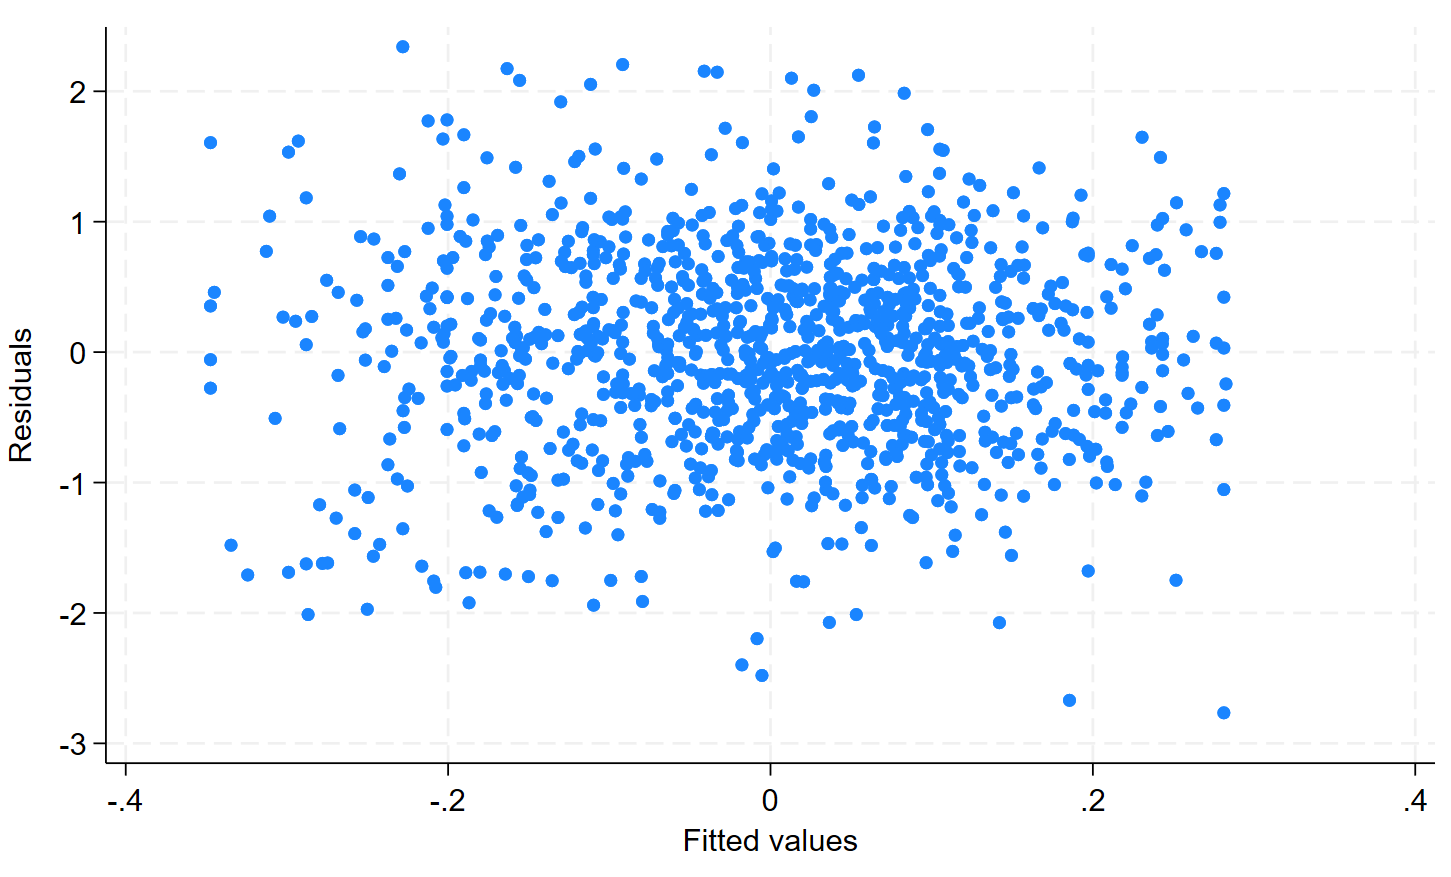 Residuals
2
1
0
-1
-2
-3
-.4 -.2 0 .2 .4
Fitted values